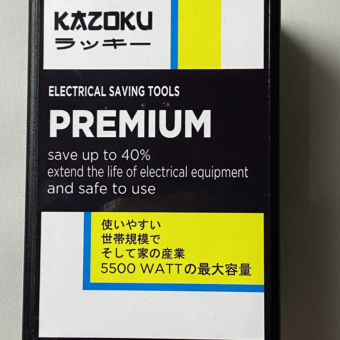 KAZOKU
ラッキー
ELECTRICAL SAVING TOOLS
PREMIUM
save up to 40%
extend the life of electrical equipment
and safe to use
使いやすい
世帯規模で
そして家の産業
5500 WATTの最大容量